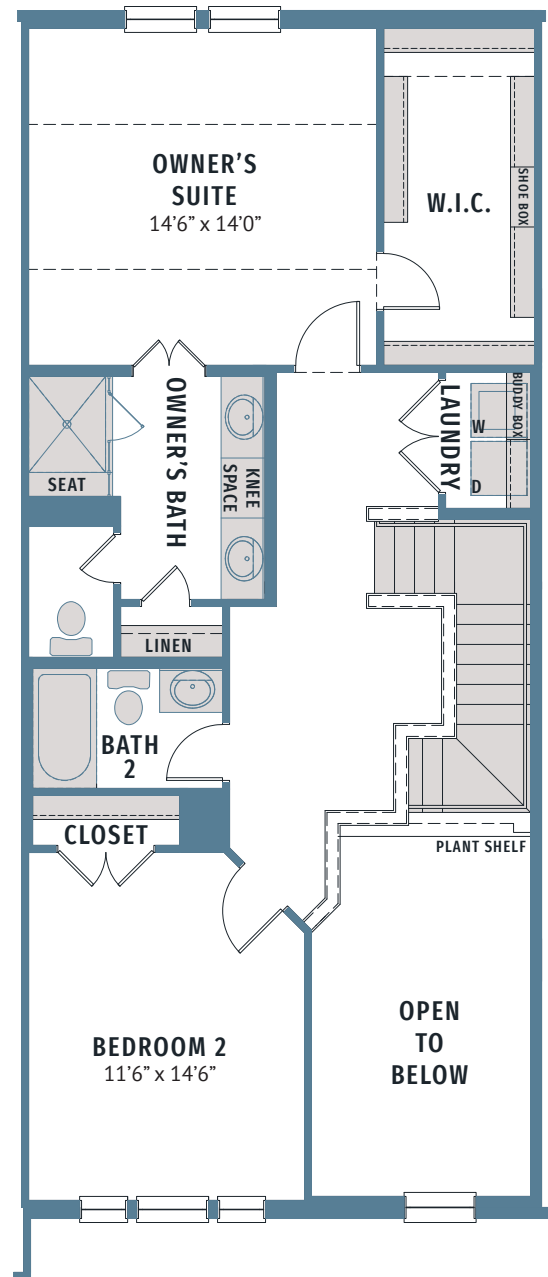 OWNER’S
SUITE
14’6” x 14’0”
W.I.C.
SHOE BOX
OWNER’S BATH
KNEE
SPACE
SEAT
LAUNDRY
BUDDY BOX
W
D
LINEN
BATH
2
CLOSET
PLANT SHELF
BEDROOM 2
11’6” x 14’6”
OPEN
TO
BELOW